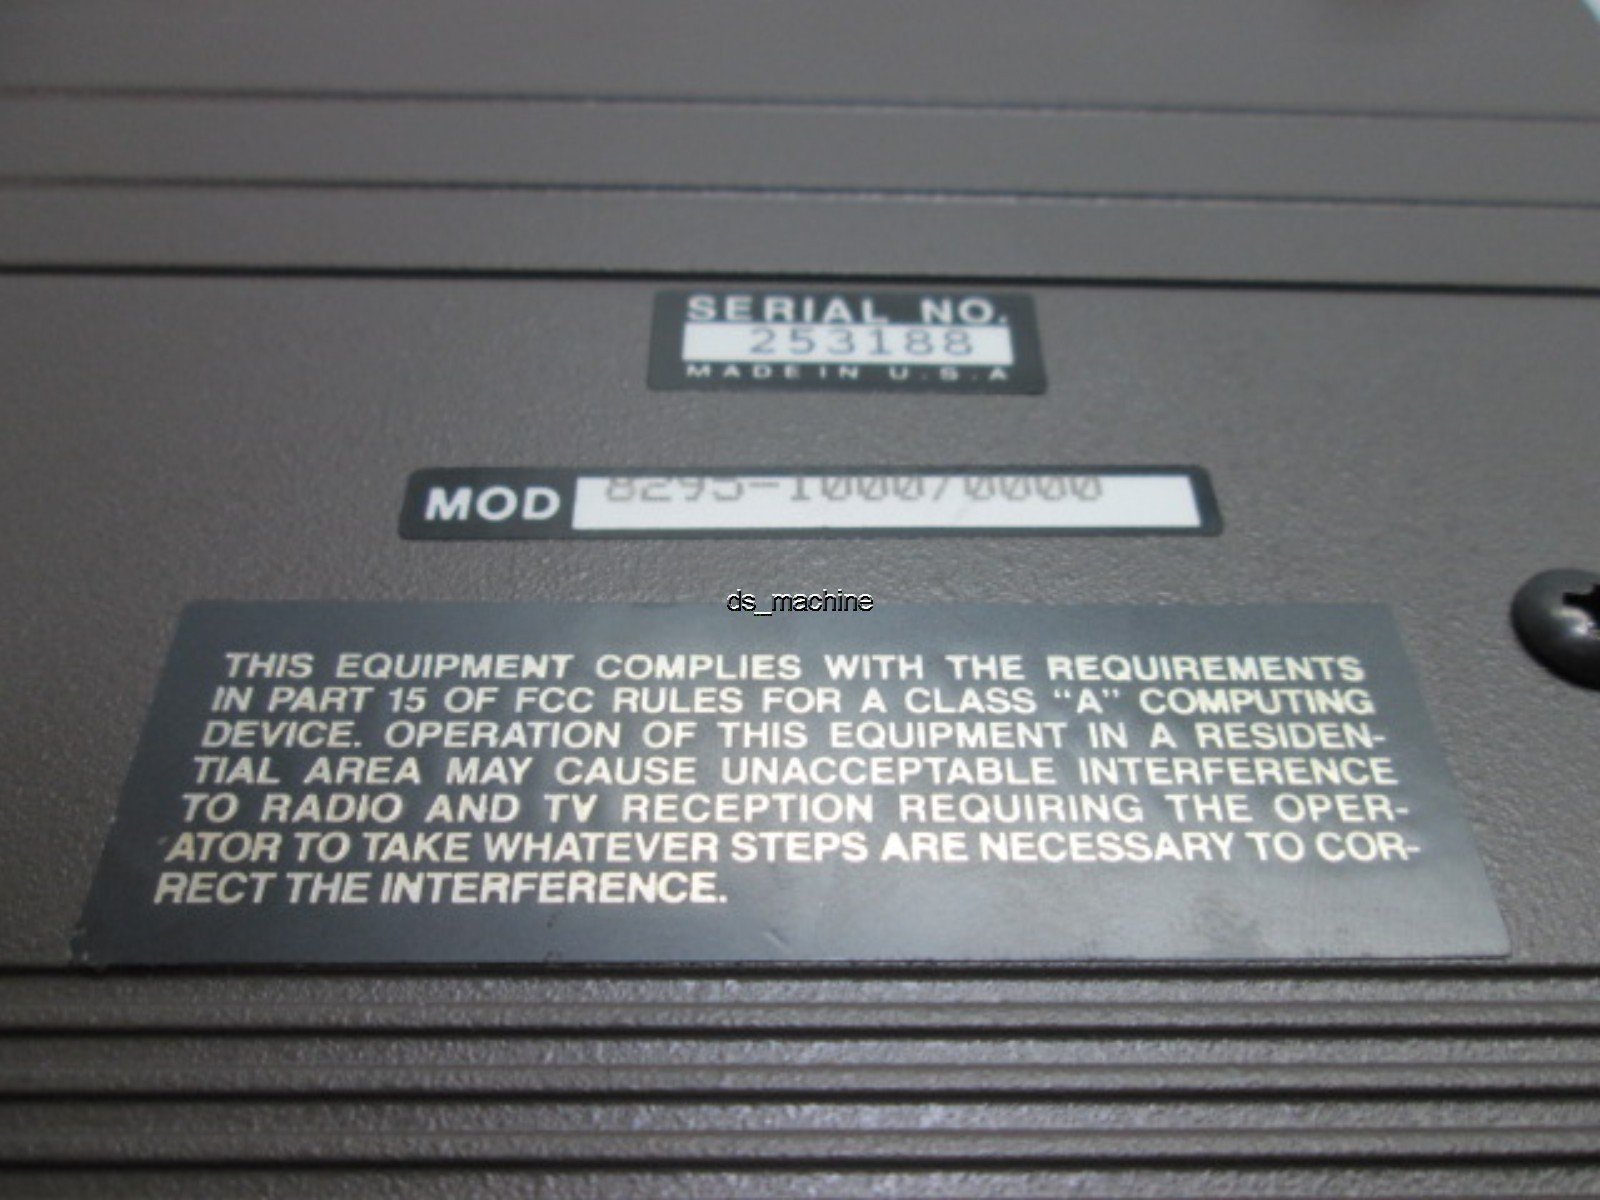 SERIAL NO.
253188
MADE IN U.S.A
MOD 8295-1000/0000
ds_machine
THIS EQUIPMENT COMPLIES WITH THE REQUIREMENTS
IN PART 15 OF FCC RULES FOR A CLASS “A” COMPUTING
DEVICE. OPERATION OF THIS EQUIPMENT IN A RESIDEN-
TIAL AREA MAY CAUSE UNACCEPTABLE INTERFERENCE
TO RADIO AND TV RECEPTION REQUIRING THE OPER-
ATOR TO TAKE WHATEVER STEPS ARE NECESSARY TO COR-
RECT THE INTERFERENCE.